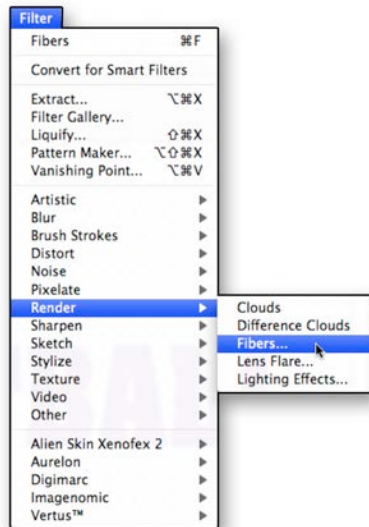 Filter
Fibers ⌘F
Convert for Smart Filters
Extract... ⌥⌘X
Filter Gallery...
Liquify... ⇧⌘X
Pattern Maker... ⌥⇧⌘X
Vanishing Point... ⌥⌘V
Artistic
Blur
Brush Strokes
Distort
Noise
Pixelate
Render
Sharpen
Sketch
Stylize
Texture
Video
Other
Alien Skin Xenofex 2
Aurelon
Digimarc
Imagenomic
Vertus™
Clouds
Difference Clouds
Fibers...
Lens Flare...
Lighting Effects...